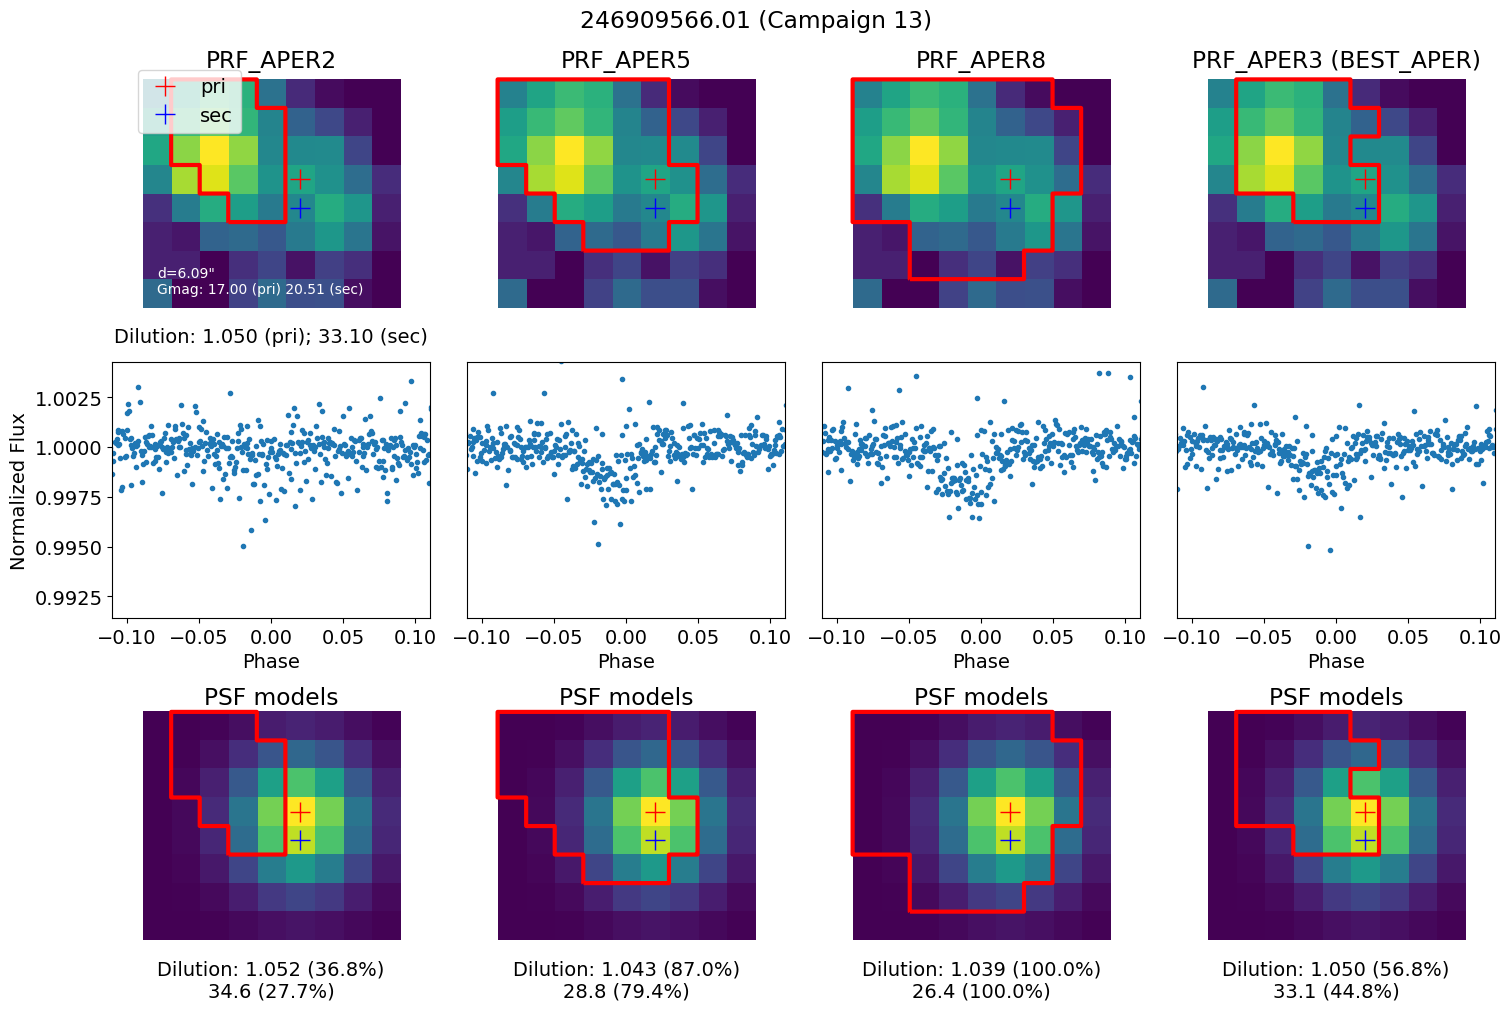 246909566.01 (Campaign 13)
PRF_APER2
PRF_APER5
PRF_APER8
PRF_APER3 (BEST_APER)
pri
sec
d=6.09"
Gmag: 17.00 (pri) 20.51 (sec)
Dilution: 1.050 (pri); 33.10 (sec)
Normalized Flux
1.0025
1.0000
0.9975
0.9950
0.9925
−0.10 −0.05 0.00 0.05 0.10
−0.10 −0.05 0.00 0.05 0.10
−0.10 −0.05 0.00 0.05 0.10
−0.10 −0.05 0.00 0.05 0.10
Phase
Phase
Phase
Phase
PSF models
PSF models
PSF models
PSF models
Dilution: 1.052 (36.8%)
34.6 (27.7%)
Dilution: 1.043 (87.0%)
28.8 (79.4%)
Dilution: 1.039 (100.0%)
26.4 (100.0%)
Dilution: 1.050 (56.8%)
33.1 (44.8%)